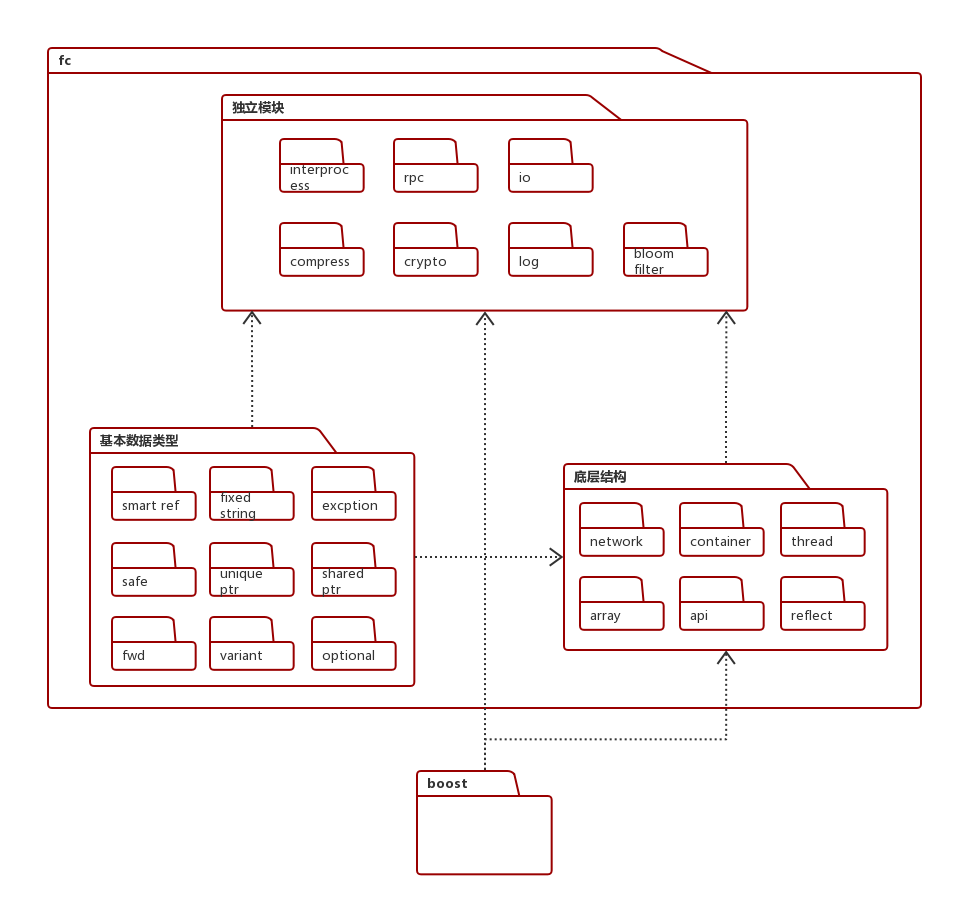 fc
独立模块
interproc
ess
rpc
io
compress
crypto
log
bloom
filter
基本数据类型
smart ref
fixed
string
excption
safe
unique
ptr
shared
ptr
fwd
variant
optional
底层结构
network
container
thread
array
api
reflect
boost